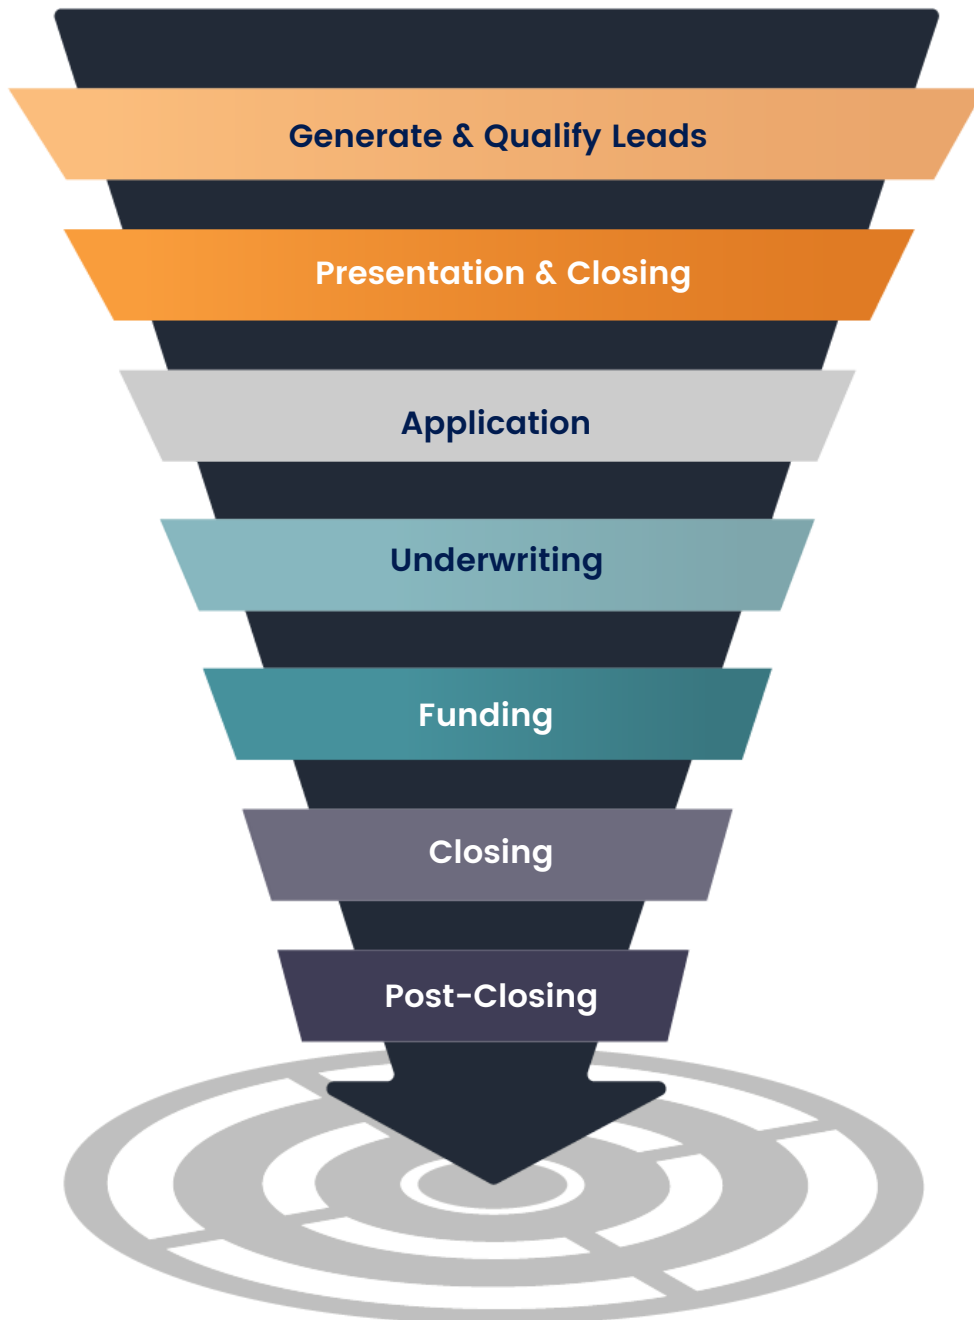 Generate & Qualify Leads
Presentation & Closing
Application
Underwriting
Funding
Closing
Post-Closing